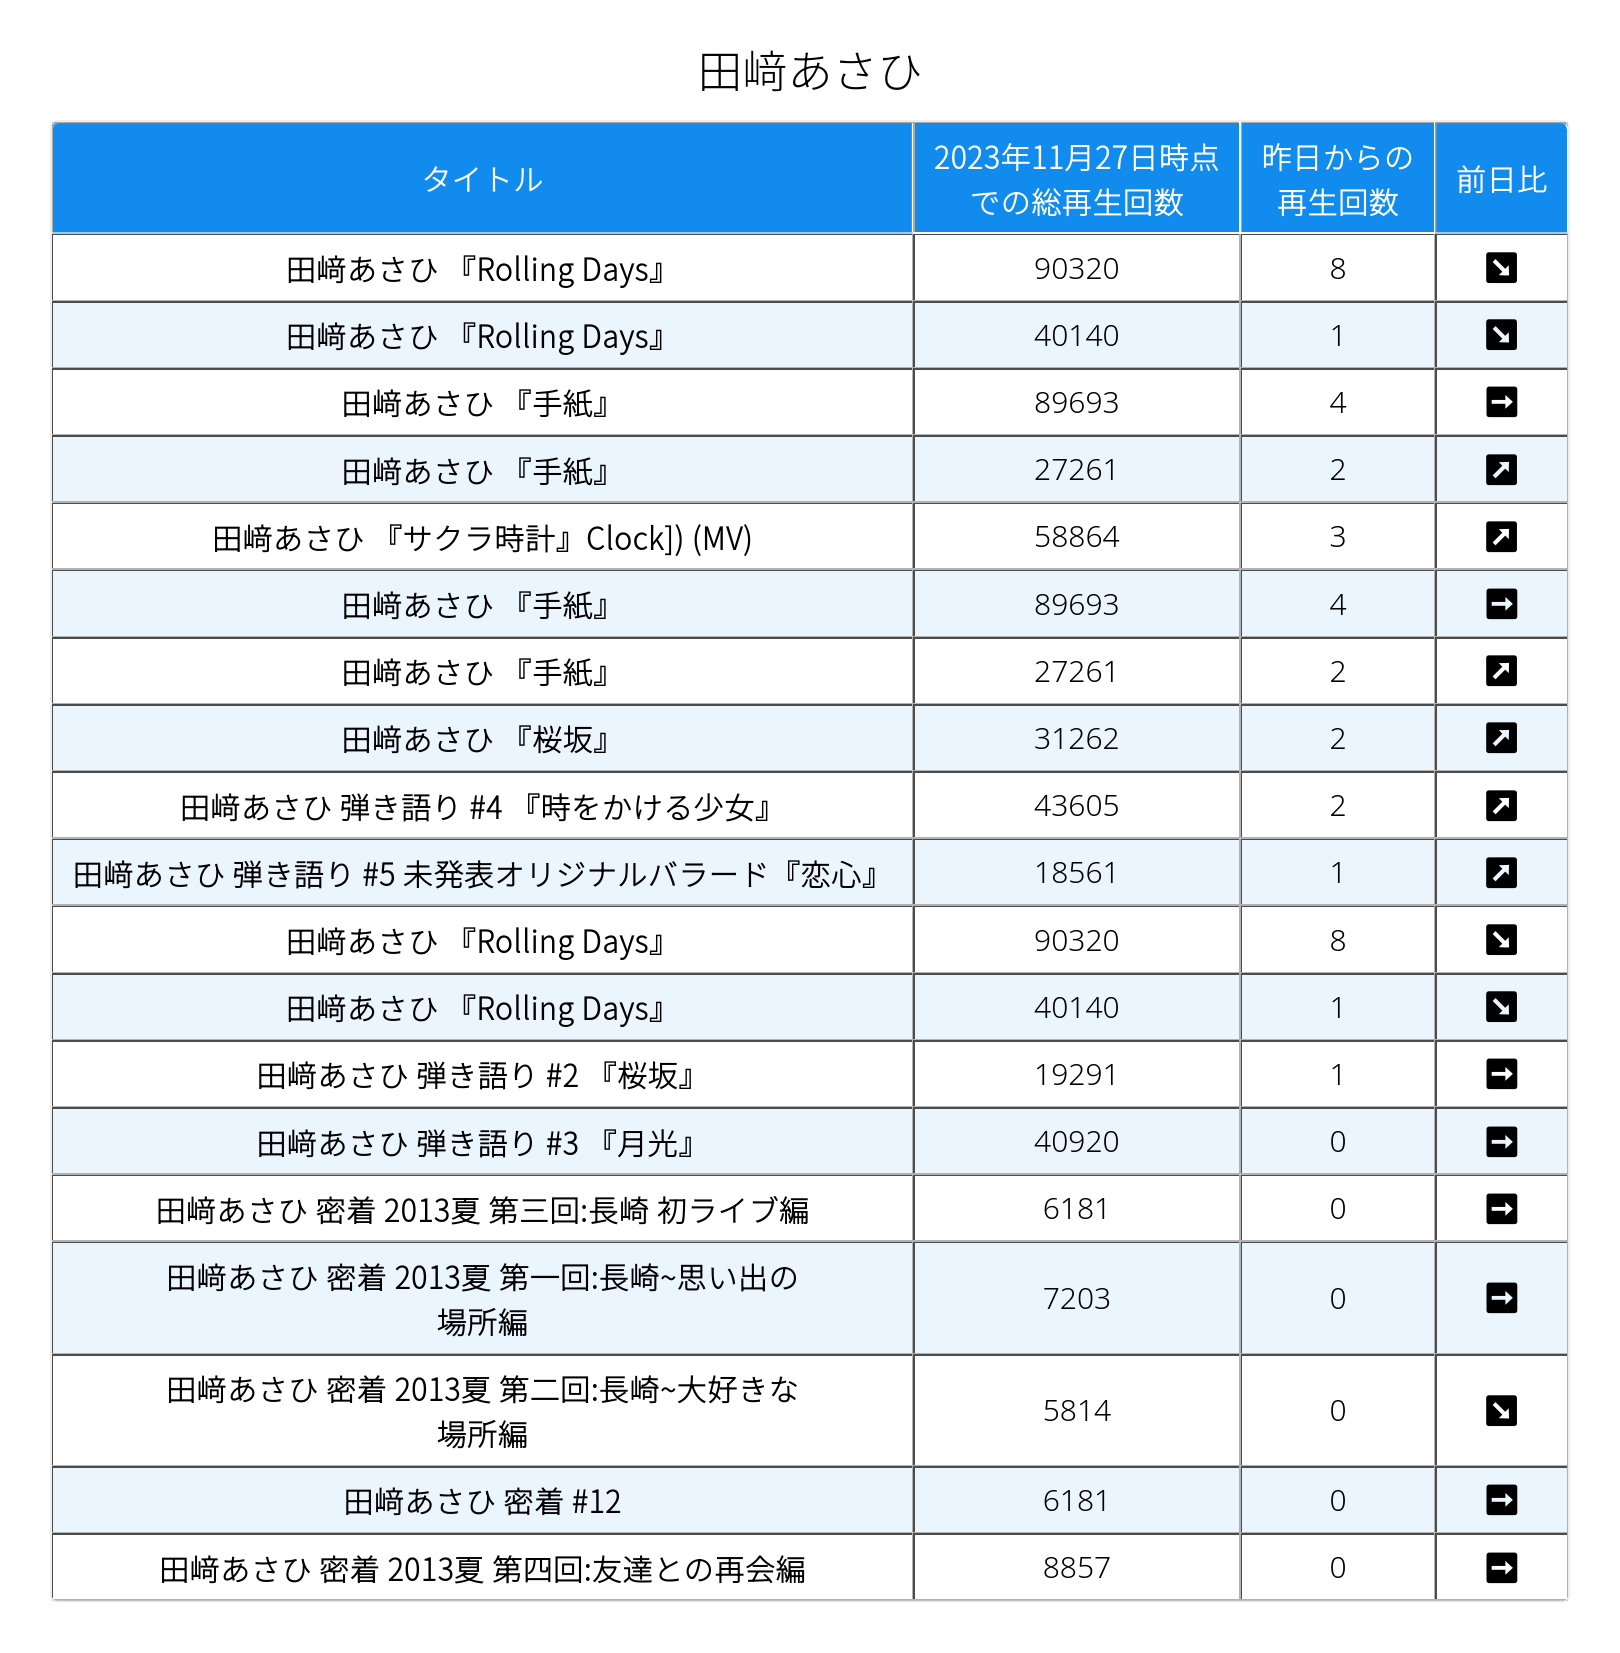 田﨑あさひ
タイトル
2023年11月27日時点
での総再生回数
昨日からの
再生回数
前日比
田﨑あさひ 『Rolling Days』 90320 8 ↘
田﨑あさひ 『Rolling Days』 40140 1 ↘
田﨑あさひ 『手紙』 89693 4 →
田﨑あさひ 『手紙』 27261 2 ↗
田﨑あさひ 『サクラ時計』Clock]) (MV) 58864 3 ↗
田﨑あさひ 『手紙』 89693 4 →
田﨑あさひ 『手紙』 27261 2 ↗
田﨑あさひ 『桜坂』 31262 2 ↗
田﨑あさひ 弾き語り #4 『時をかける少女』 43605 2 ↗
田﨑あさひ 弾き語り #5 未発表オリジナルバラード『恋心』 18561 1 ↗
田﨑あさひ 『Rolling Days』 90320 8 ↘
田﨑あさひ 『Rolling Days』 40140 1 ↘
田﨑あさひ 弾き語り #2 『桜坂』 19291 1 →
田﨑あさひ 弾き語り #3 『月光』 40920 0 →
田﨑あさひ 密着 2013夏 第三回:長崎 初ライブ編 6181 0 →
田﨑あさひ 密着 2013夏 第一回:長崎~思い出の
場所編 7203 0 →
田﨑あさひ 密着 2013夏 第二回:長崎~大好きな
場所編 5814 0 ↘
田﨑あさひ 密着 #12 6181 0 →
田﨑あさひ 密着 2013夏 第四回:友達との再会編 8857 0 →